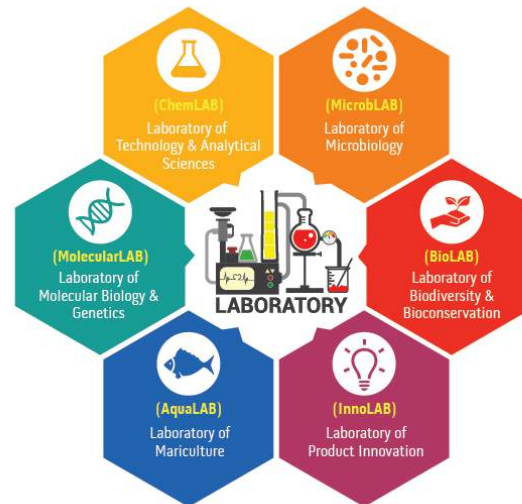 (ChemLAB)
Laboratory of
Technology & Analytical
Sciences
(MicrobLAB)
Laboratory of
Microbiology
(MolecularLAB)
Laboratory of
Molecular Biology &
Genetics
LABORATORY
(BioLAB)
Laboratory of
Biodiversity &
Bioconservation
(AquaLAB)
Laboratory of
Mariculture
(InnoLAB)
Laboratory of
Product Innovation